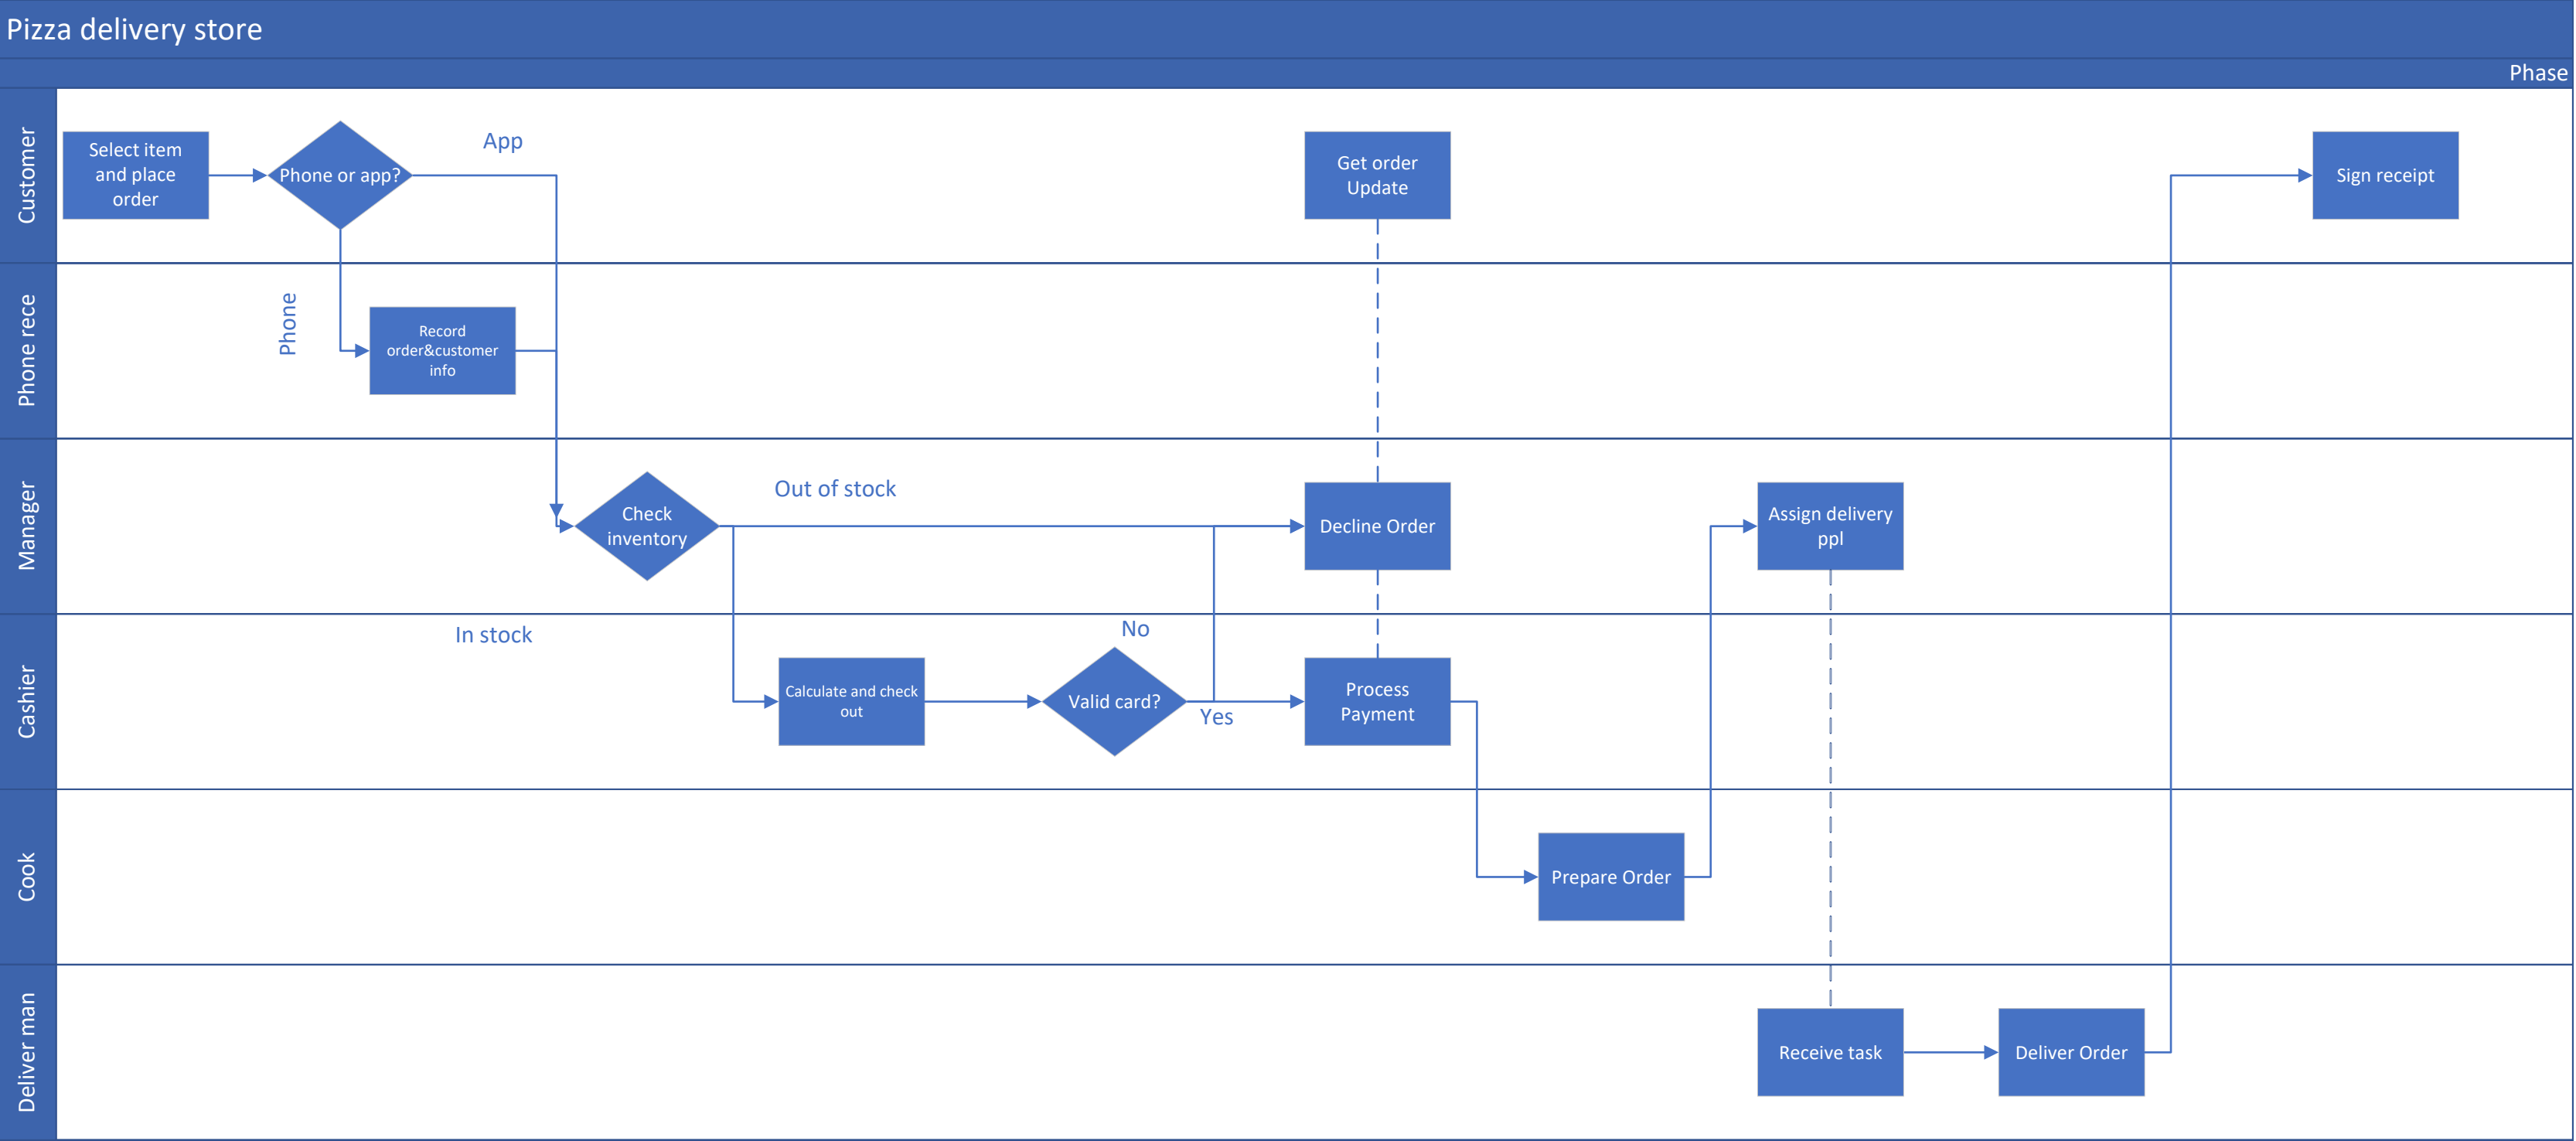 Pizza delivery store
Phase
Customer
Select item
and place
order
Phone or app?
App
Get order
Update
Sign receipt
Phone rece
Phone
Record
order&customer
info
Manager
Check
inventory
Out of stock
Decline Order
Assign delivery
ppl
Cashier
In stock
Calculate and check
out
Valid card?
No
Yes
Process
Payment
Cook
Prepare Order
Deliver man
Receive task
Deliver Order